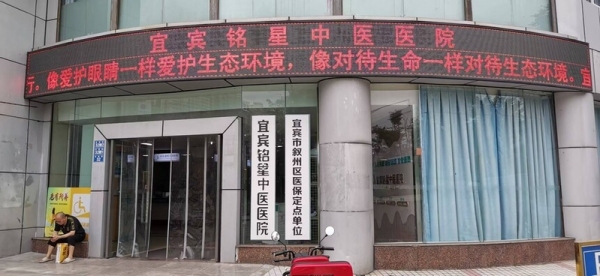 宜宾铭星中医医院
行。像爱护眼睛一样爱护生态环境，像对待生命一样对待生态环境。宜
宜宾铭星中医医院
宜宾市叙州区医保定点单位